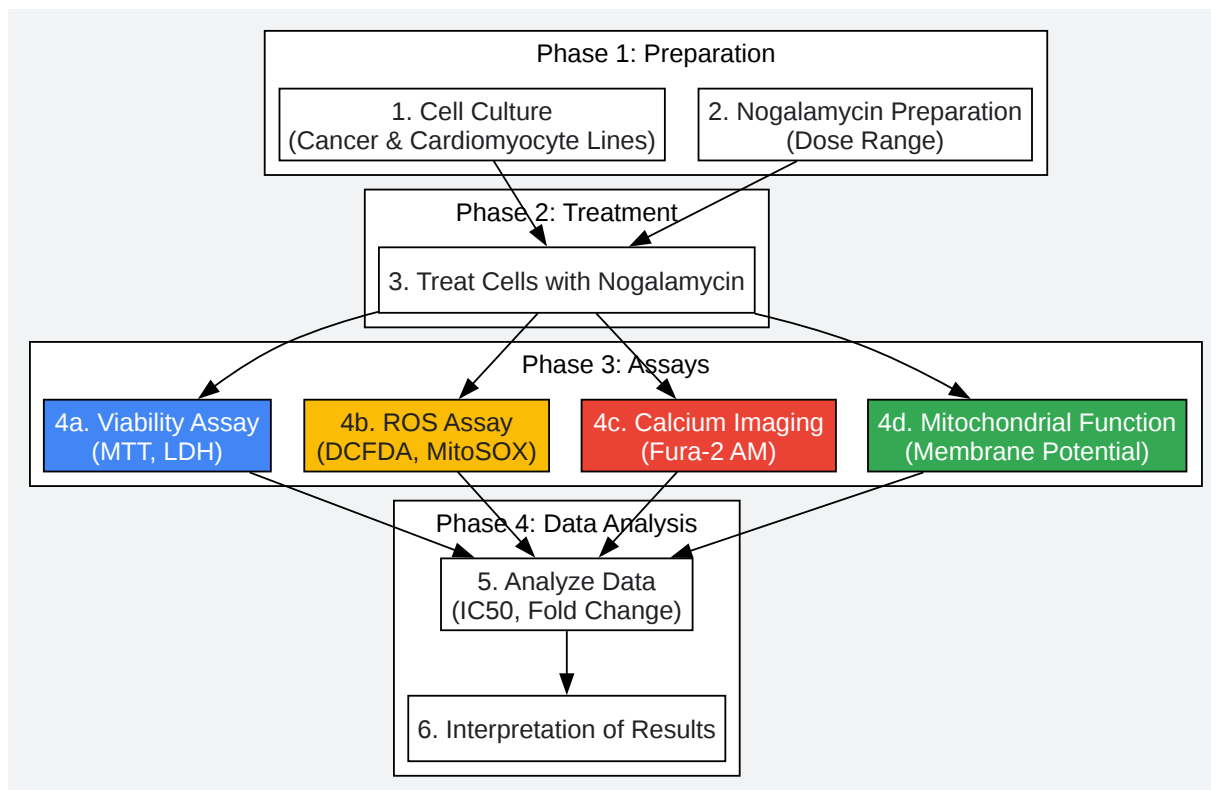 Phase 1: Preparation
1. Cell Culture
(Cancer & Cardiomyocyte Lines)
2. Nogalamycin Preparation
(Dose Range)
Phase 2: Treatment
3. Treat Cells with Nogalamycin
Phase 3: Assays
4a. Viability Assay
(MTT, LDH)
4b. ROS Assay
(DCFDA, MitoSOX)
4c. Calcium Imaging
(Fura-2 AM)
4d. Mitochondrial Function
(Membrane Potential)
Phase 4: Data Analysis
5. Analyze Data
(IC50, Fold Change)
6. Interpretation of Results